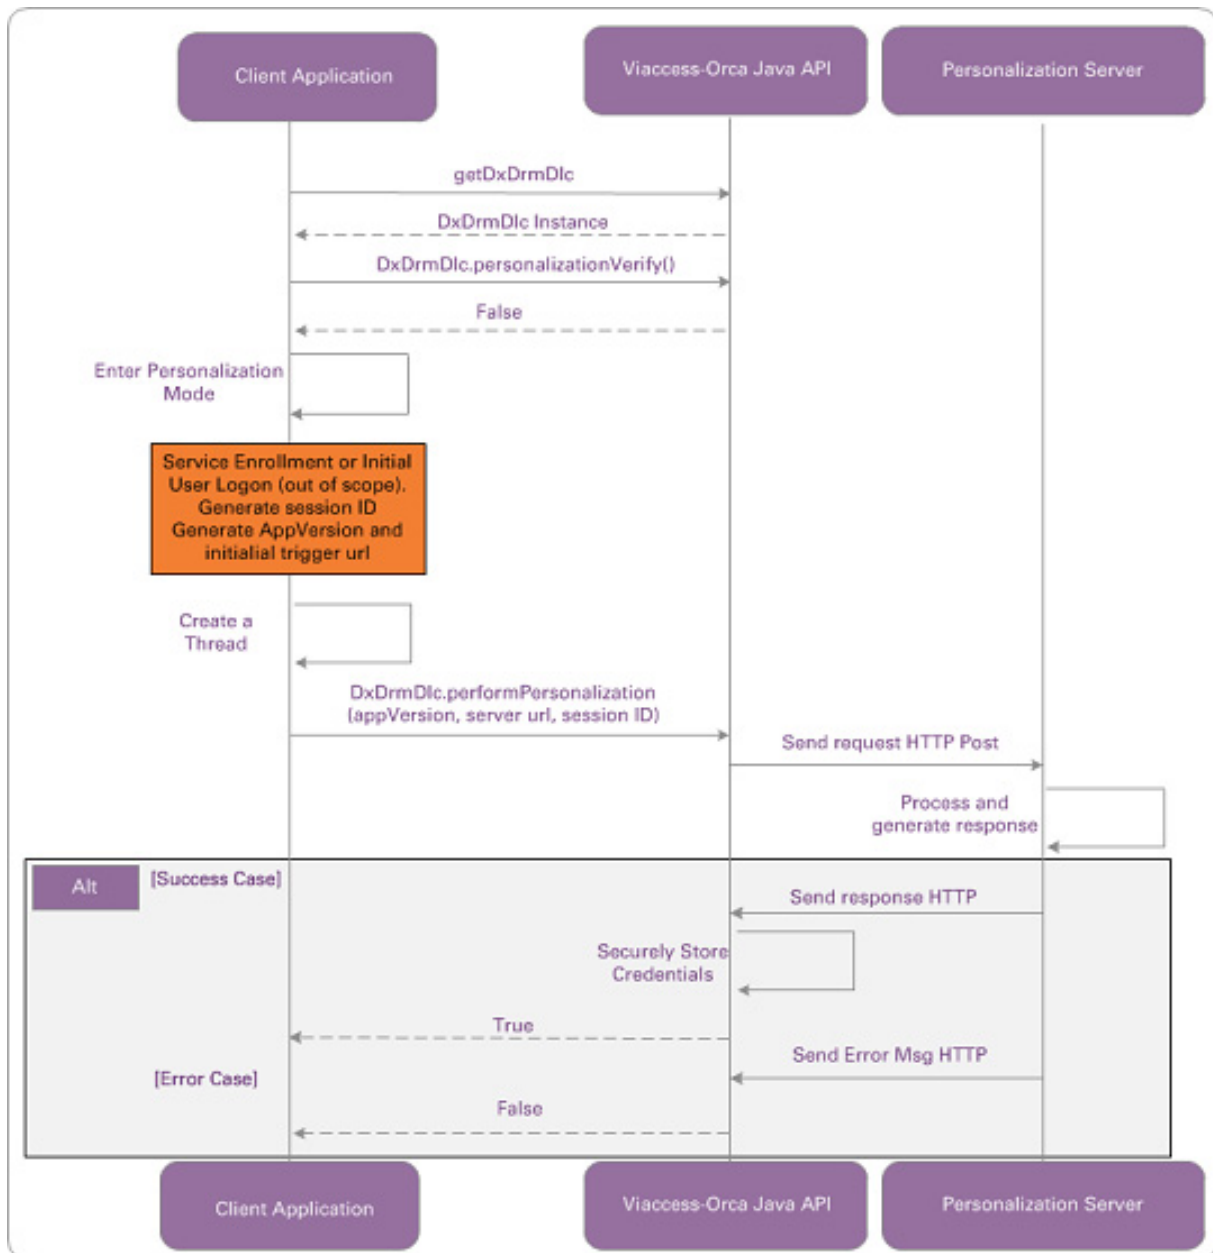 Client Application
Viaccess-Orca Java API
Personalization Server
getDxDrmDlc
DxDrmDlc Instance
DxDrmDlc.personalizationVerify()
False
Enter Personalization
Mode
Service Enrollment or Initial
User Logon (out of scope).
Generate session ID
Generate AppVersion and
initialial trigger url
Create a
Thread
DxDrmDlc.performPersonalization
(appVersion, server url, session ID)
Send request HTTP Post
Process and
generate response
Alt
[Success Case]
Send response HTTP
Securely Store
Credentials
True
Send Error Msg HTTP
[Error Case]
False
Client Application
Viaccess-Orca Java API
Personalization Server